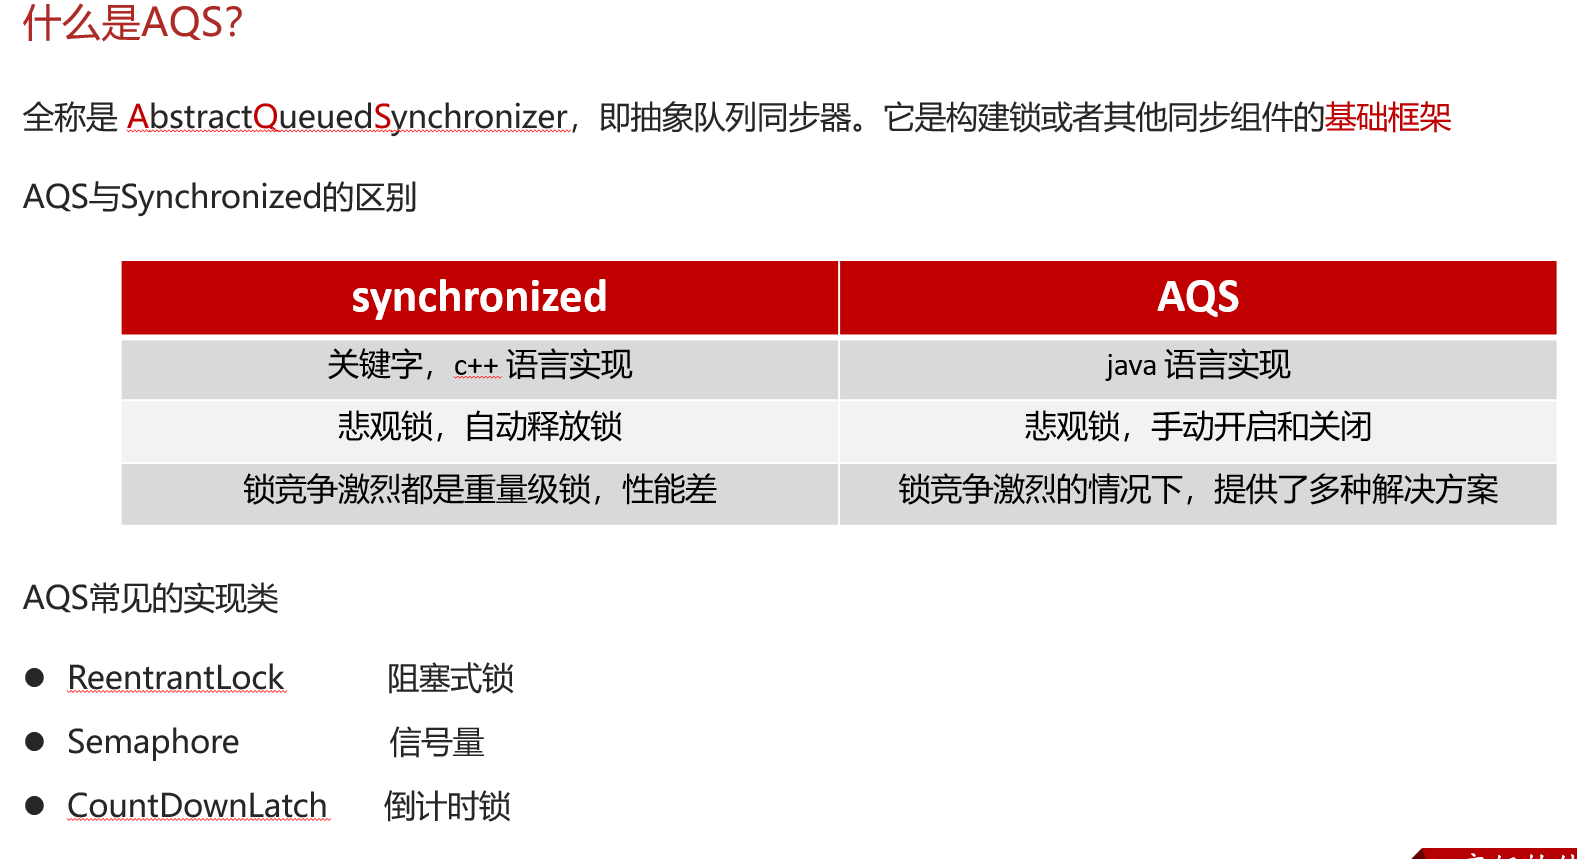 什么是AQS?
全称是 AbstractQueuedSynchronizer，即抽象队列同步器。它是构建锁或者其他同步组件的基础框架
AQS与Synchronized的区别
synchronized AQS
关键字，c++ 语言实现 java 语言实现
悲观锁，自动释放锁 悲观锁，手动开启和关闭
锁竞争激烈都是重量级锁，性能差 锁竞争激烈的情况下，提供了多种解决方案
AQS常见的实现类
● ReentrantLock 阻塞式锁
● Semaphore 信号量
● CountDownLatch 倒计时锁